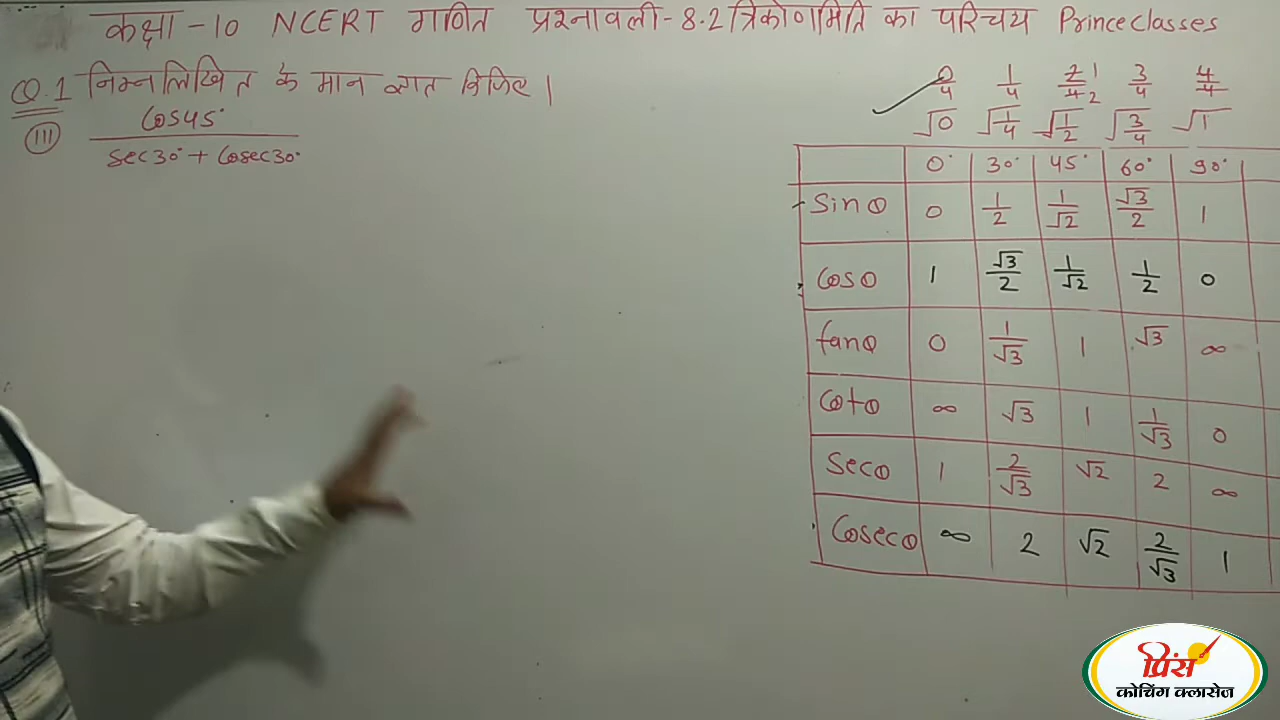 कक्षा - 10 NCERT गणित प्रश्नावली - 8.2 त्रिकोणमिति का परिचय Prince classes
Q.1 निम्नलिखित के मान ज्ञात किजिए |
(III) Cos45° / Sec30° + Cosec30°
0/4 1/4 2/4 1/2 3/4 4/4
√0 √1/4 √1/2 √3/4 √1
0° 30° 45° 60° 90°
Sinθ 0 1/2 1/√2 √3/2 1
Cosθ 1 √3/2 1/√2 1/2 0
tanθ 0 1/√3 1 √3 ∞
Cotθ ∞ √3 1 1/√3 0
Secθ 1 2/√3 √2 2 ∞
Cosecθ ∞ 2 √2 2/√3 1
प्रिंस
कोचिंग क्लासेज